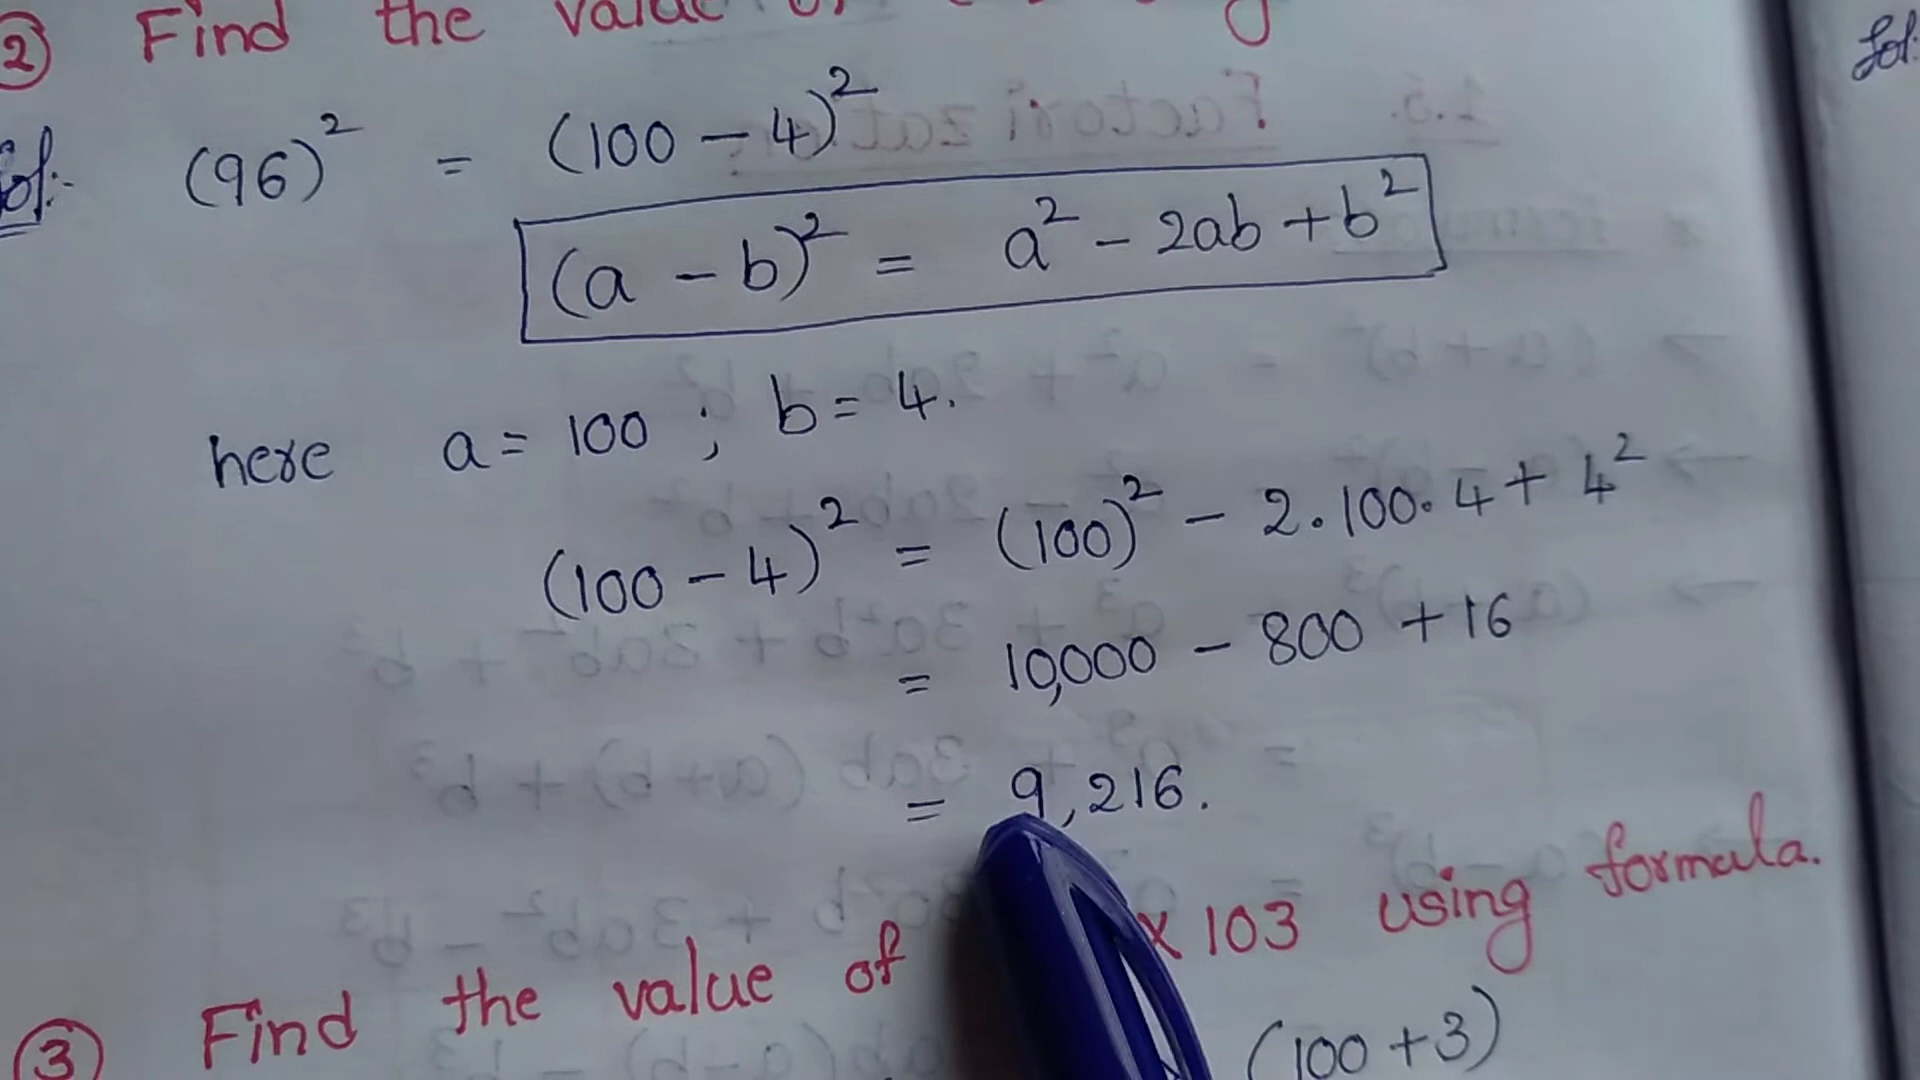 ② Find the value
Sol:- (96)² = (100 - 4)²
(a - b)² = a² - 2ab + b²
here a = 100 ; b = 4.
(100 - 4)² = (100)² - 2.100.4 + 4²
= 10,000 - 800 + 16
= 9,216.
③ Find the value of × 103 using formula.
(100 + 3)
Sol: